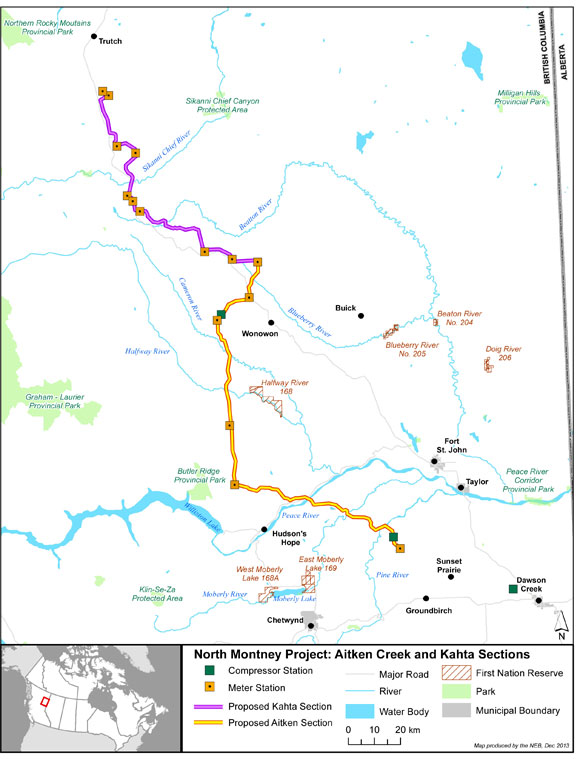 Northern Rocky Moutains
Provincial Park
Trutch
BRITISH COLUMBIA
ALBERTA
Sikanni Chief Canyon
Protected Area
Milligan Hills
Provincial Park
Sikanni Chief River
Beatton River
Cameron River
Blueberry River
Buick
Beaton River
No. 204
Wonowon
Blueberry River
No. 205
Doig River
206
Halfway River
Halfway River
168
Graham - Laurier
Provincial Park
Fort
St. John
Butler Ridge
Provincial Park
Taylor
Peace River
Corridor
Provincial Park
Williston Lake
Peace River
Hudson's
Hope
West Moberly
Lake 168A
East Moberly
Lake 169
Pine River
Sunset
Prairie
Klin-Se-Za
Protected Area
Moberly River
Moberly Lake
Dawson
Creek
Groundbirch
Chetwynd
N
North Montney Project: Aitken Creek and Kahta Sections
Compressor Station
Meter Station
Proposed Kahta Section
Proposed Aitken Section
Major Road
River
Water Body
First Nation Reserve
Park
Municipal Boundary
0 10 20
km
Map produced by the NEB, Dec 2013